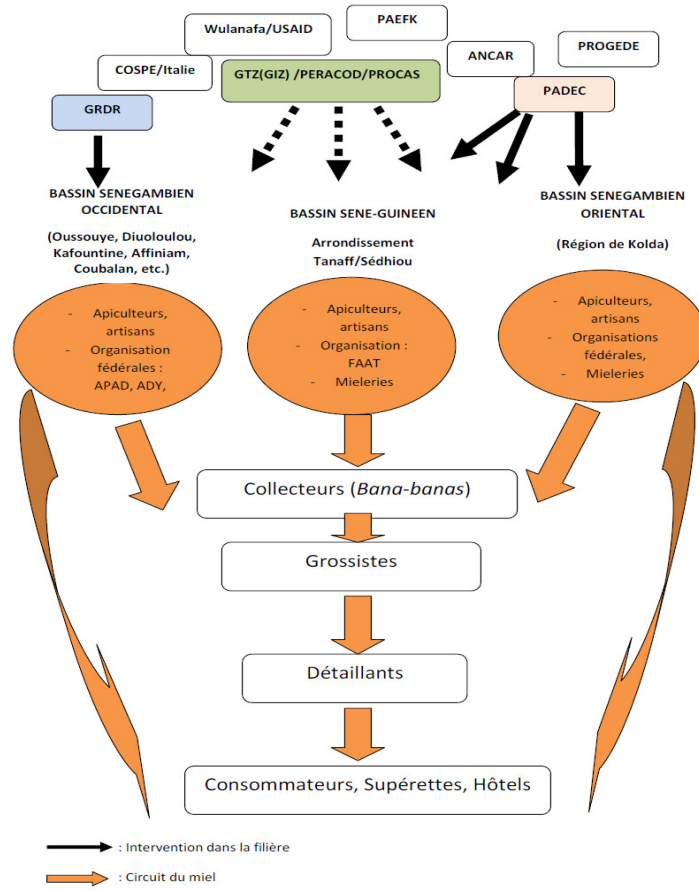 Wulanafa/USAID
PAEFK
COSPE/Italie
GTZ(GIZ) /PERACOD/PROCAS
ANCAR
PROGEDE
GRDR
PADEC
BASSIN SENEGAMBIEN
OCCIDENTAL
(Oussouye, Diuoloulou,
Kafountine, Affiniam,
Coubalan, etc.)
BASSIN SENE-GUINEEN
Arrondissement
Tanaff/Sédhiou
BASSIN SENEGAMBIEN
ORIENTAL
(Région de Kolda)
- Apiculteurs,
artisans
- Organisation
fédérales :
APAD, ADY,
- Apiculteurs,
artisans
- Organisation :
FAAT
- Mieleries
- Apiculteurs,
artisans
- Organisations
fédérales,
- Mieleries
Collecteurs (Bana-banas)
Grossistes
Détaillants
Consommateurs, Supérettes, Hôtels
: Intervention dans la filière
: Circuit du miel